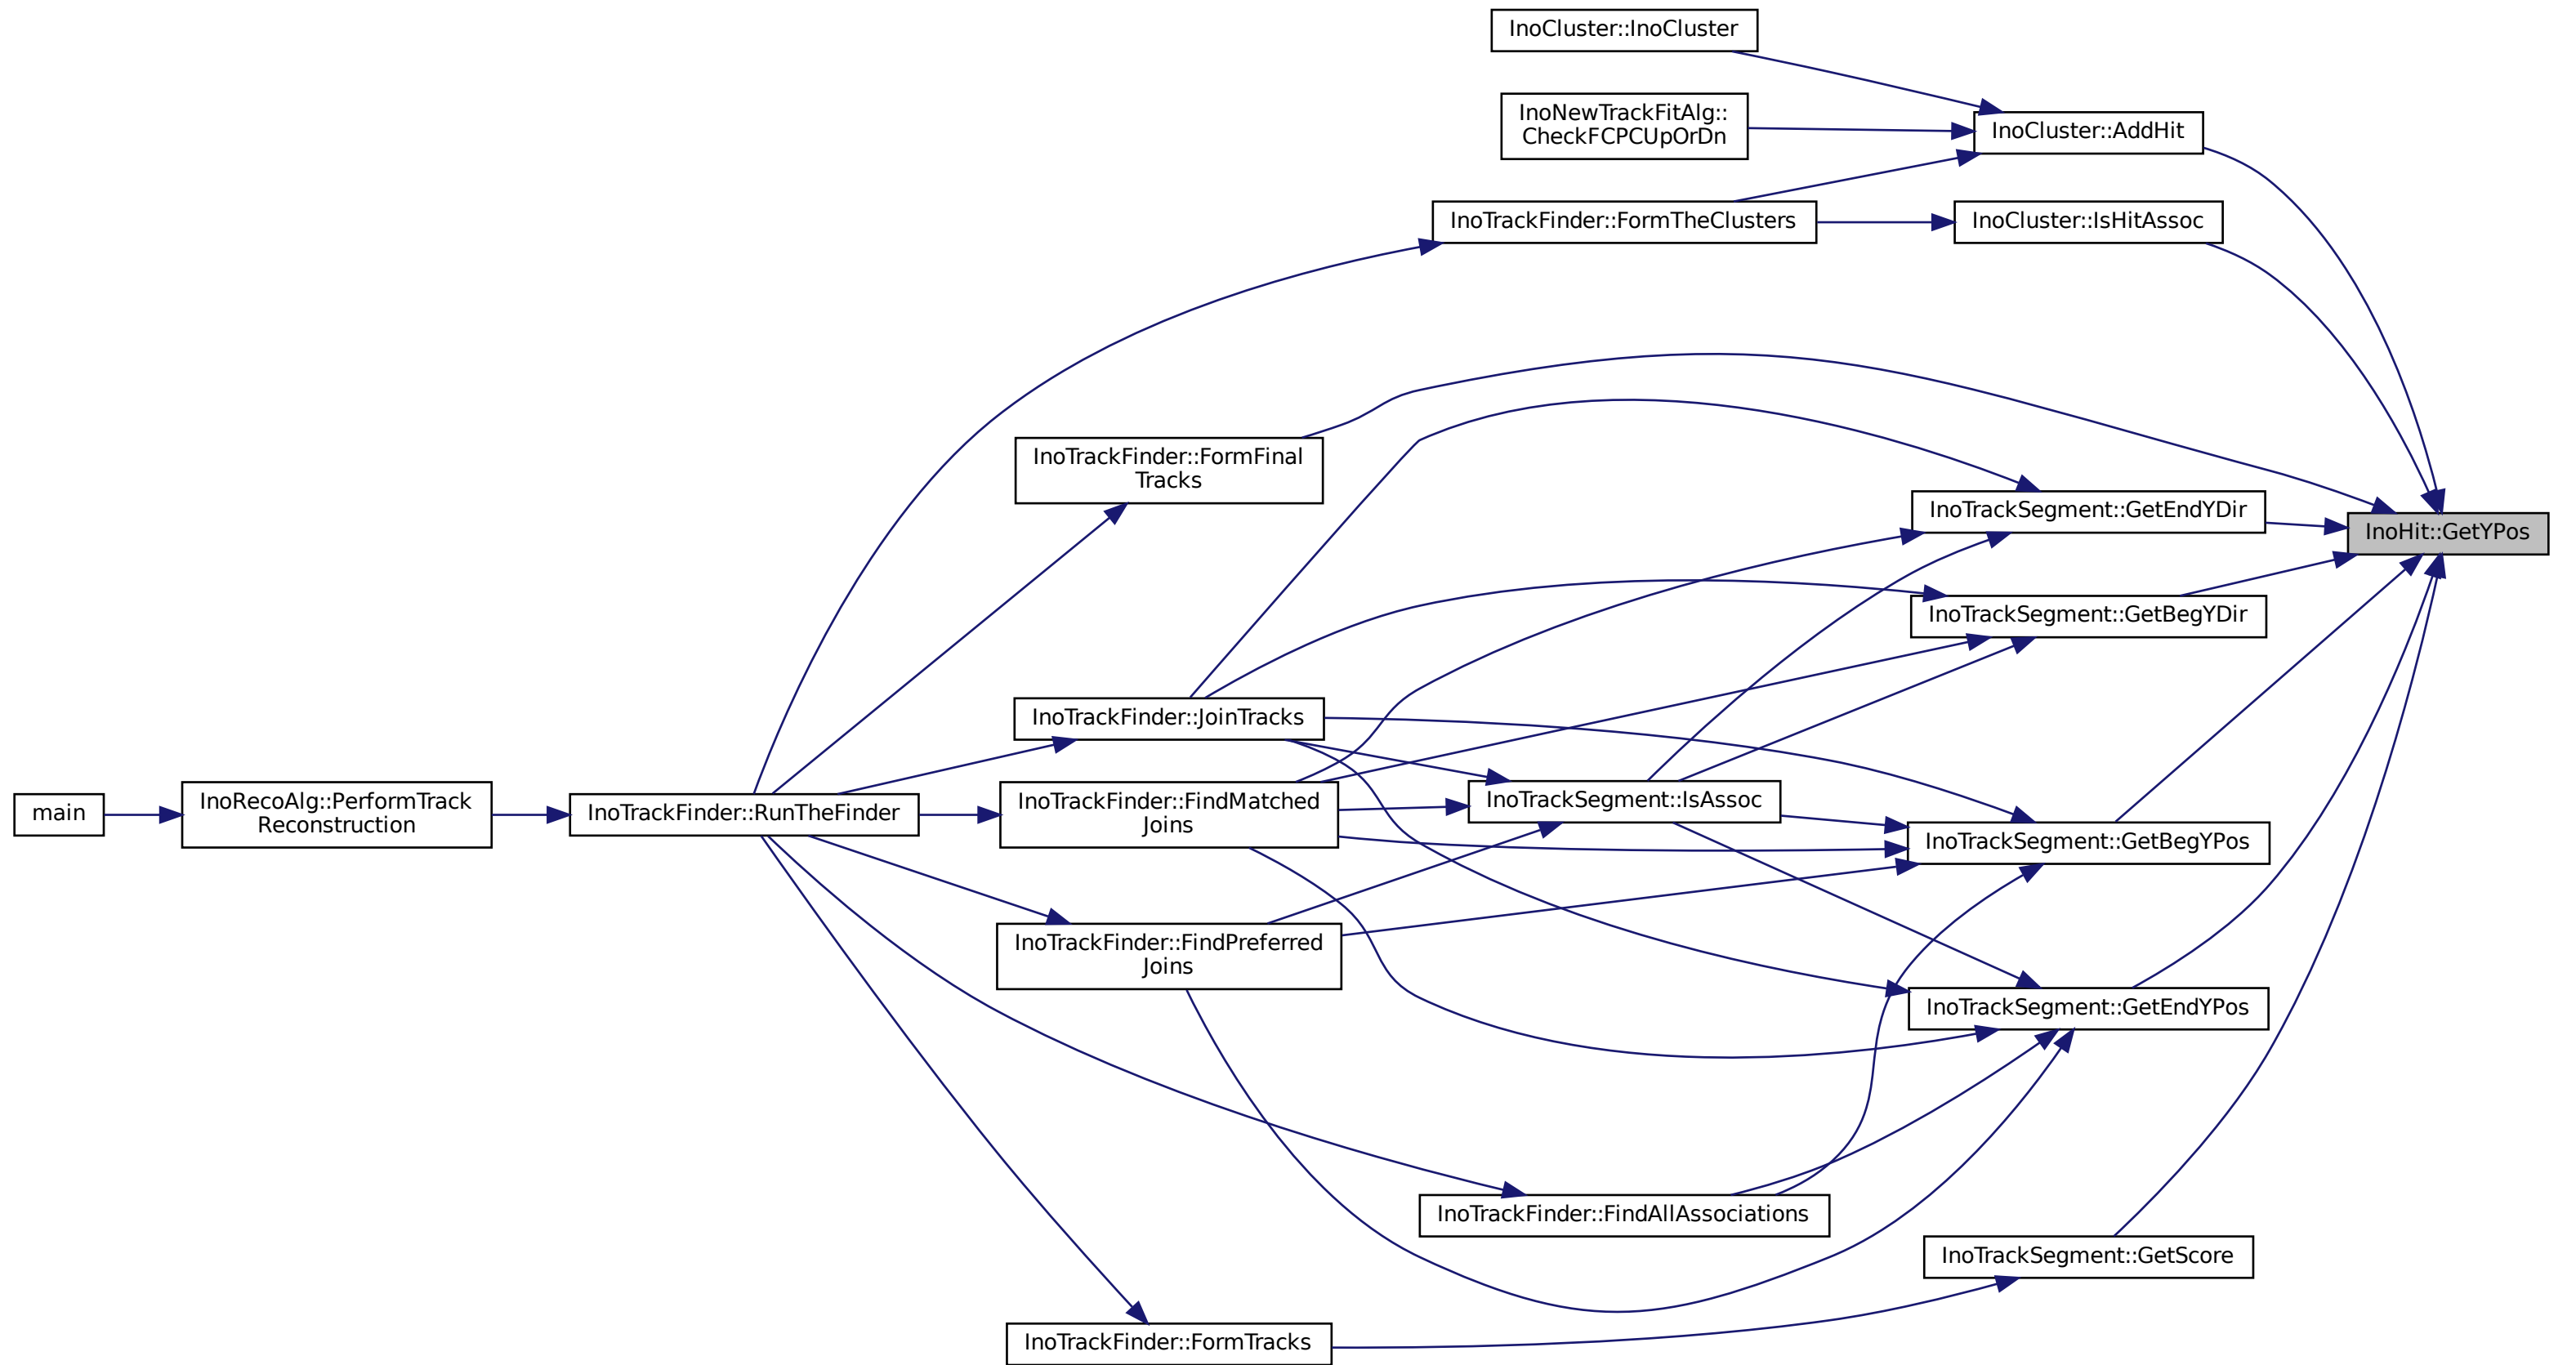 InoCluster::InoCluster
InoNewTrackFitAlg::
CheckFCPCUpOrDn
InoCluster::AddHit
InoTrackFinder::FormTheClusters
InoCluster::IsHitAssoc
InoTrackFinder::FormFinal
Tracks
InoTrackSegment::GetEndYDir
InoHit::GetYPos
InoTrackSegment::GetBegYDir
InoTrackFinder::JoinTracks
main
InoRecoAlg::PerformTrack
Reconstruction
InoTrackFinder::RunTheFinder
InoTrackFinder::FindMatched
Joins
InoTrackSegment::IsAssoc
InoTrackSegment::GetBegYPos
InoTrackFinder::FindPreferred
Joins
InoTrackSegment::GetEndYPos
InoTrackFinder::FindAllAssociations
InoTrackSegment::GetScore
InoTrackFinder::FormTracks